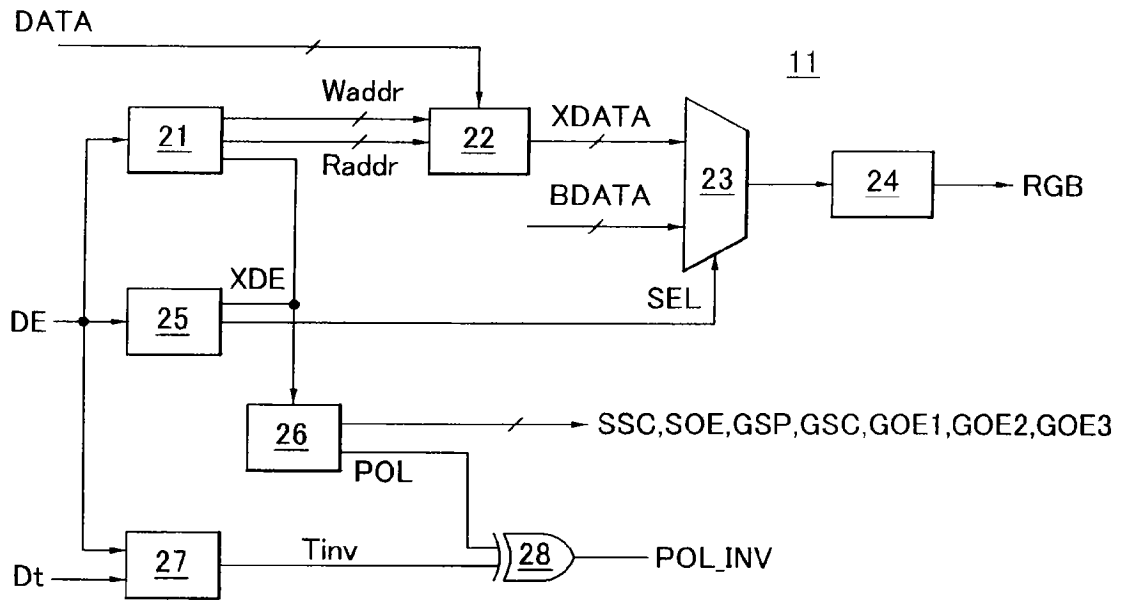 DATA
11
Waddr
21
22
XDATA
Raddr
23
24
RGB
BDATA
XDE
SEL
DE
25
26
SSC,SOE,GSP,GSC,GOE1,GOE2,GOE3
POL
27
Tinv
28
POL_INV
Dt